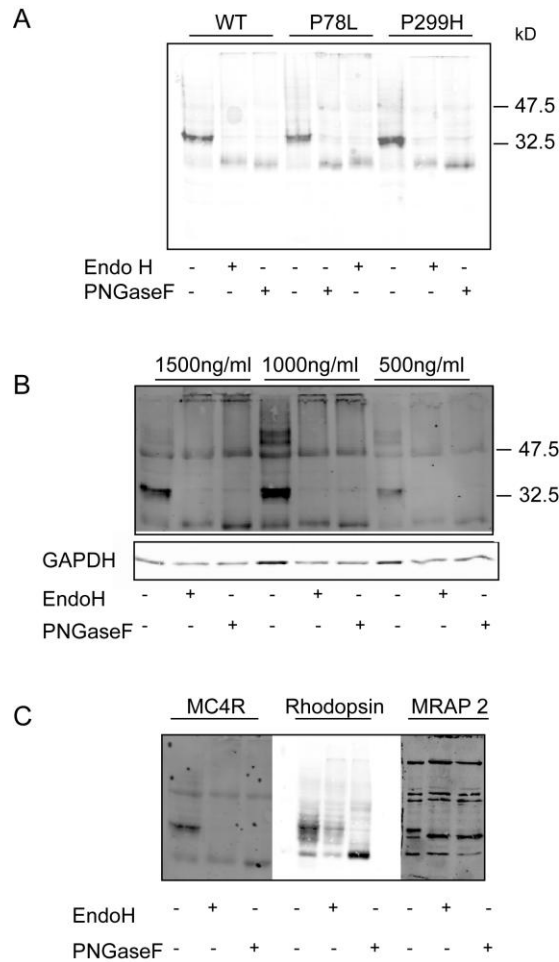 A
WT P78L P299H kD
47.5
32.5
Endo H - + - - - + - + -
PNGaseF - - + - + - - - +
B
1500ng/ml 1000ng/ml 500ng/ml
47.5
32.5
GAPDH
EndoH - + - - + - - + -
PNGaseF - - + - - + - - +
C
MC4R Rhodopsin MRAP 2
EndoH - + - - + - - + -
PNGaseF - - + - - + - - +